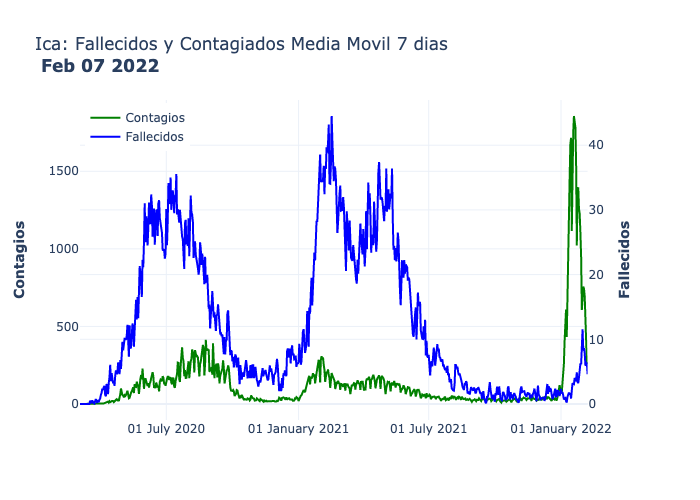 Ica: Fallecidos y Contagiados Media Movil 7 dias
Feb 07 2022
Contagios
Fallecidos
1500
1000
500
0
Contagios
40
30
20
10
0
Fallecidos
01 July 2020
01 January 2021
01 July 2021
01 January 2022